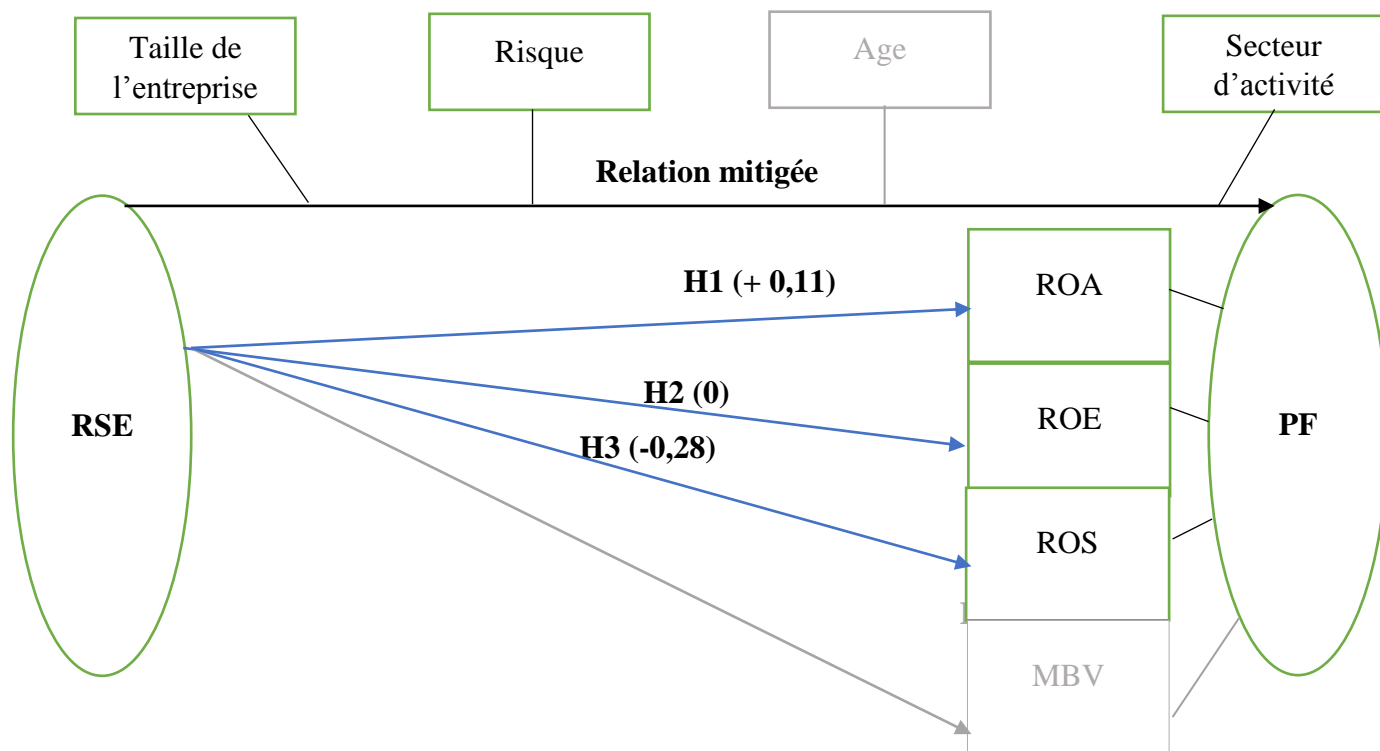 Taille de
l’entreprise
Risque
Age
Secteur
d’activité
Relation mitigée
H1 (+ 0,11)
ROA
H2 (0)
ROE
RSE
PF
H3 (-0,28)
ROS
MBV